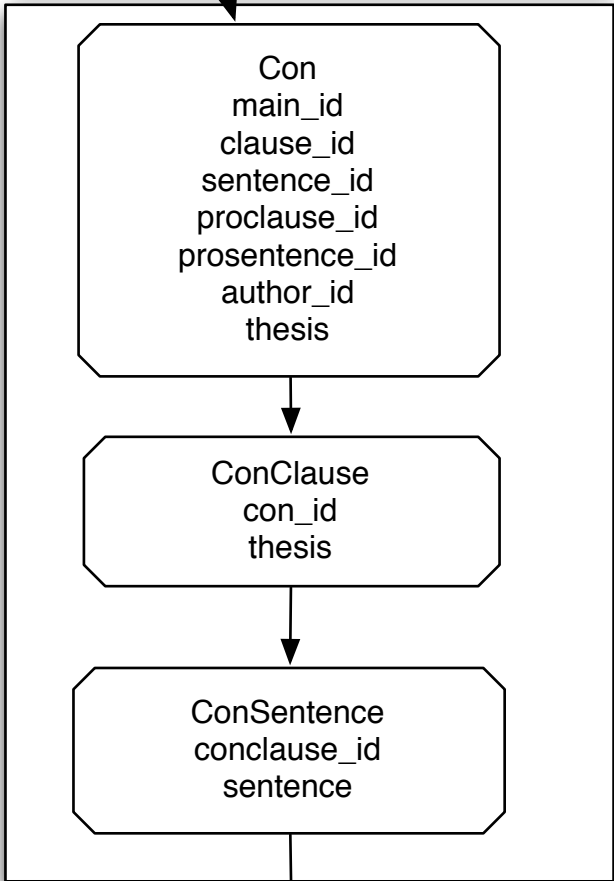 Con
main_id
clause_id
sentence_id
proclause_id
prosentence_id
author_id
thesis
ConClause
con_id
thesis
ConSentence
conclause_id
sentence